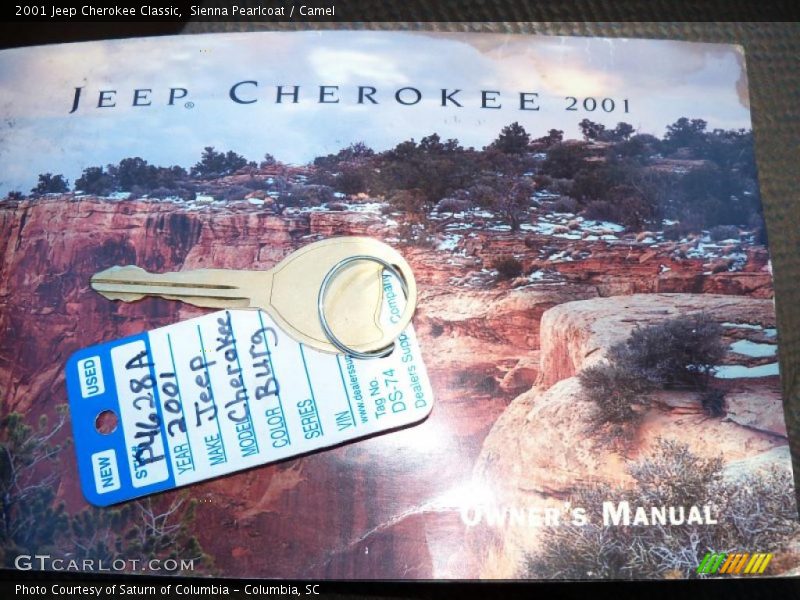 2001 Jeep Cherokee Classic, Sienna Pearlcoat / Camel
JEEP® CHEROKEE 2001
USED
NEW
P4628A
YEAR 2001
MAKE Jeep
MODEL Cherokee
COLOR Burg
SERIES
VIN
Tag No.
DS-74
Dealers Company
OWNER'S MANUAL
GTCARLOT.COM
Photo Courtesy of Saturn of Columbia - Columbia, SC